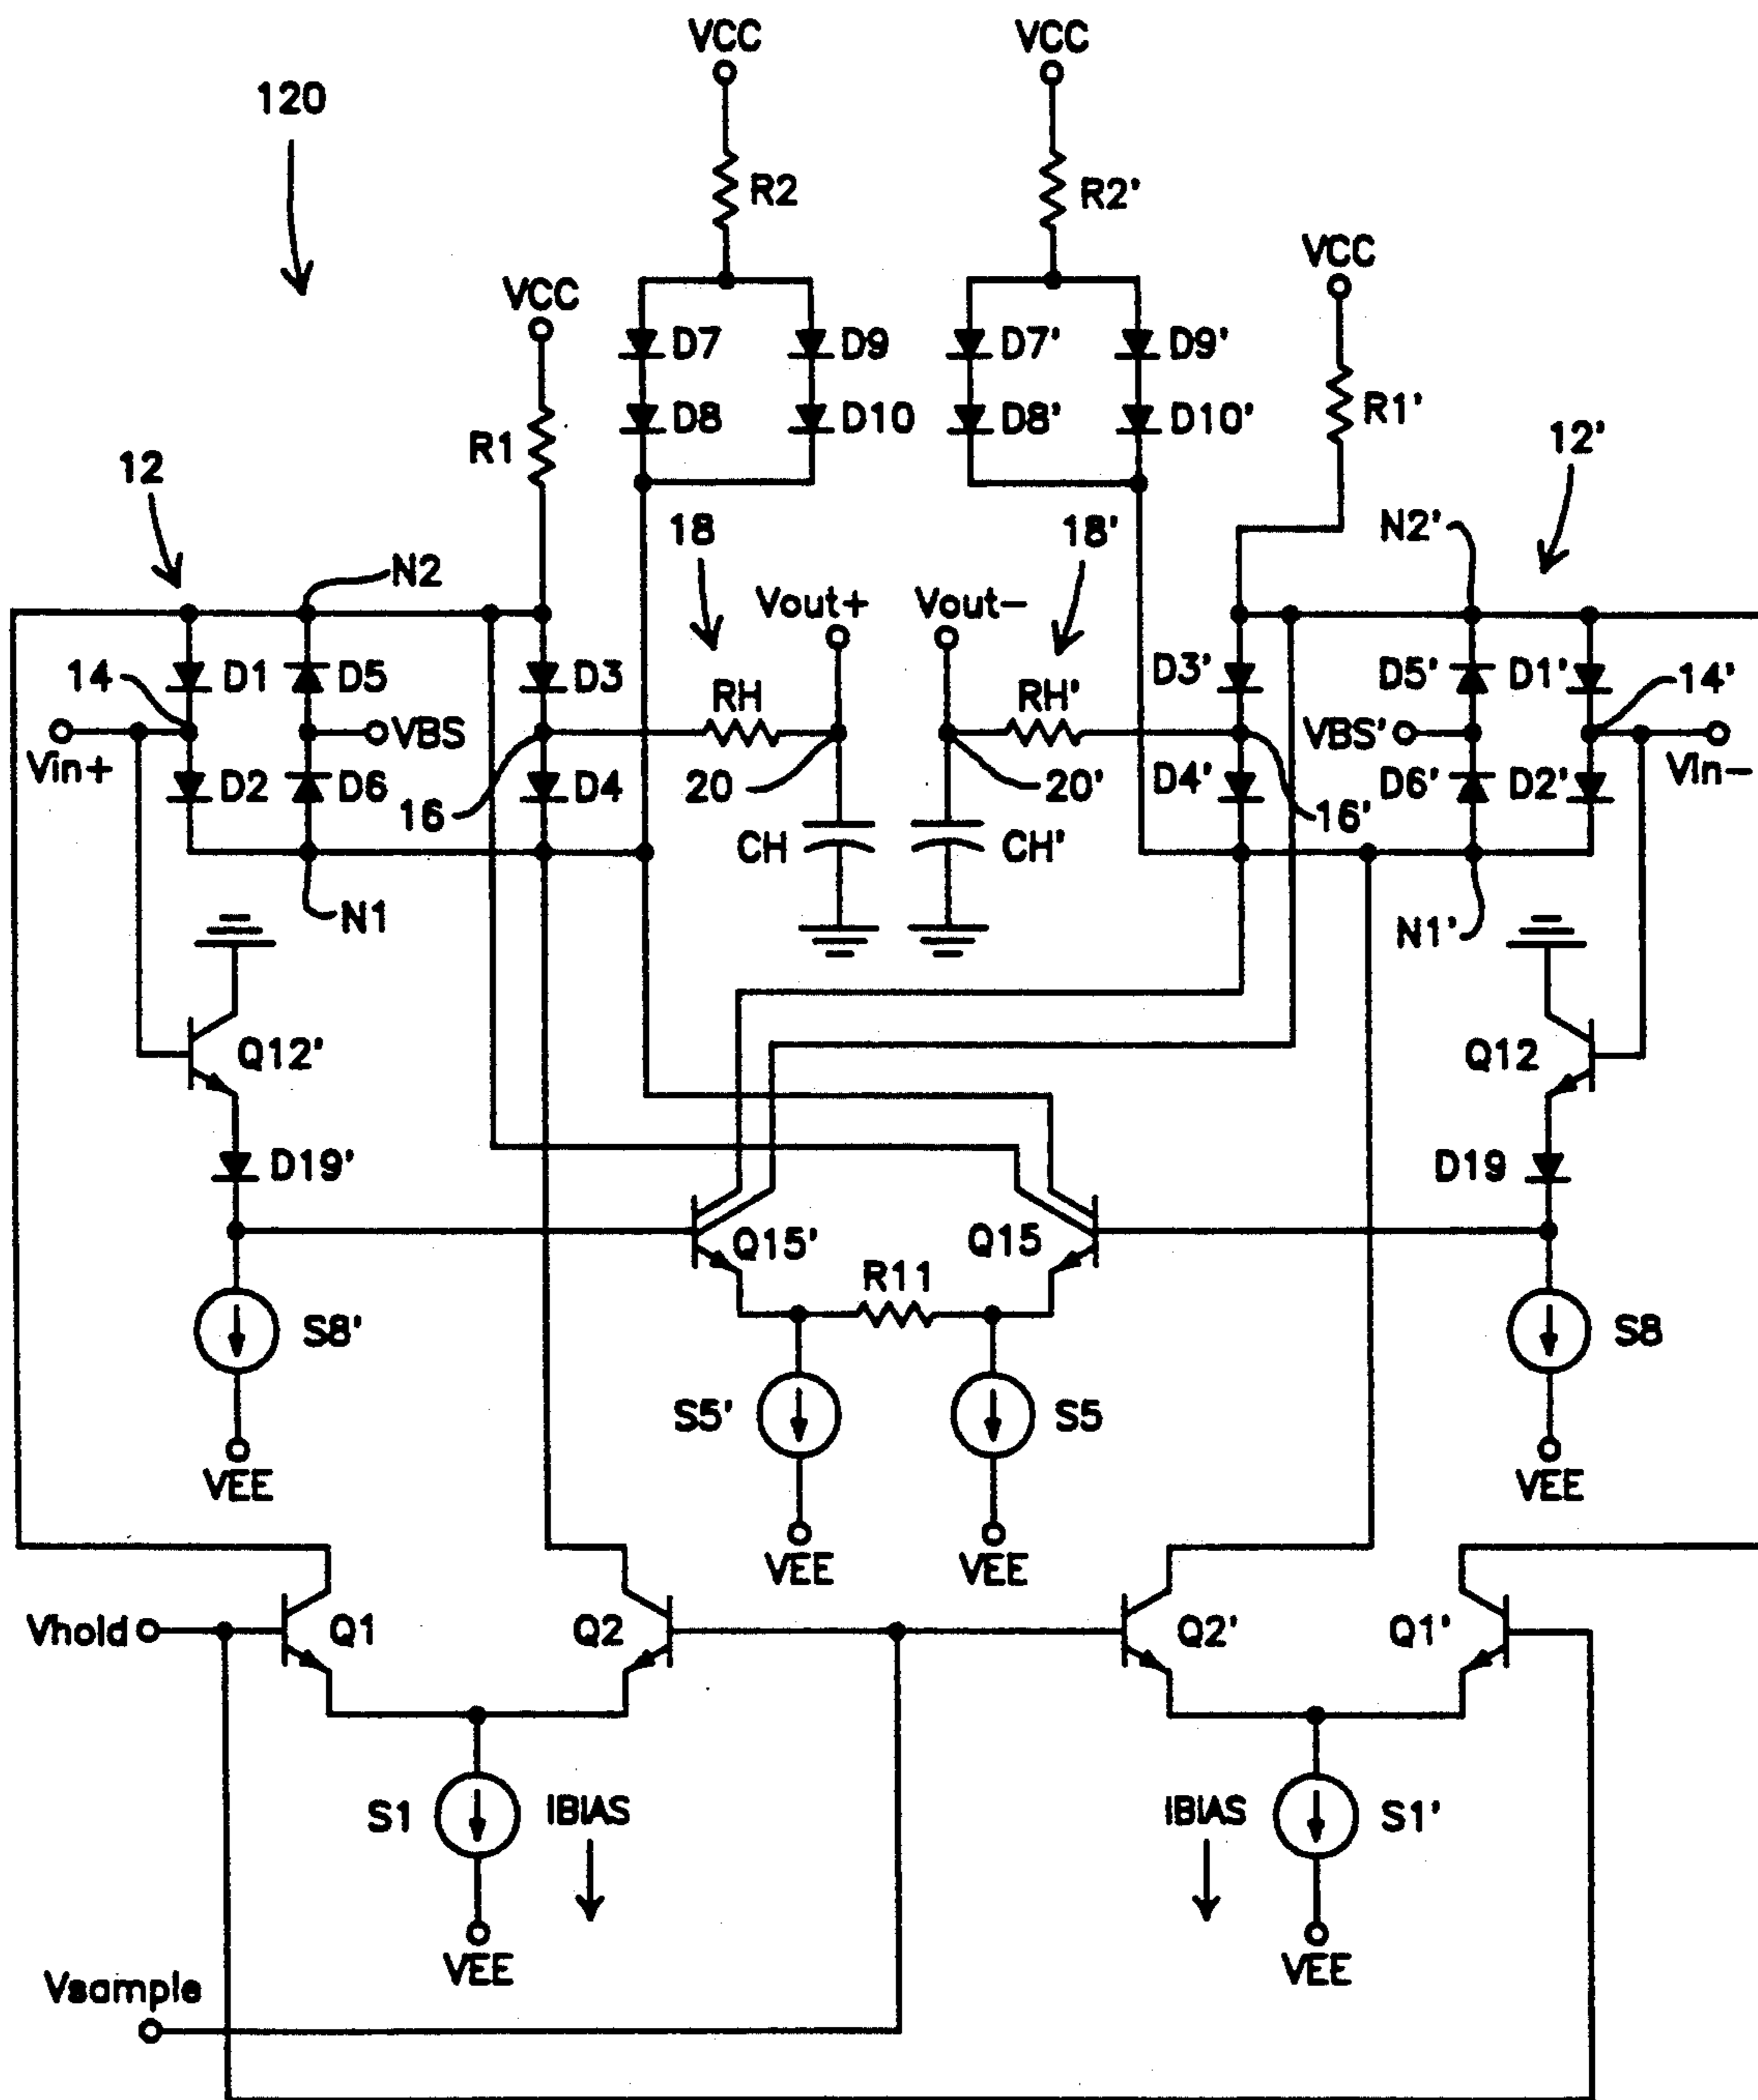 VCC VCC
120
R2 R2'
VCC
VCC
D7 D9 D7' D9'
D8 D10 D8' D10'
R1 R1'
12 12'
18 18' N2'
N2
Vout+ Vout-
14 D1 D5 D3 RH RH' D3' D5' D1' 14'
Vin+ VBS VBS' Vin-
D2 D6 16 D4 20 20' D4' 16' D6' D2'
CH CH'
N1 N1'
Q12' Q12
D19' D19
Q15' Q15
R11
S8' S8
S5' S5
VEE VEE
VEE VEE
Vhold Q1 Q2 Q2' Q1'
S1 IBIAS IBIAS S1'
VEE VEE
Vsample